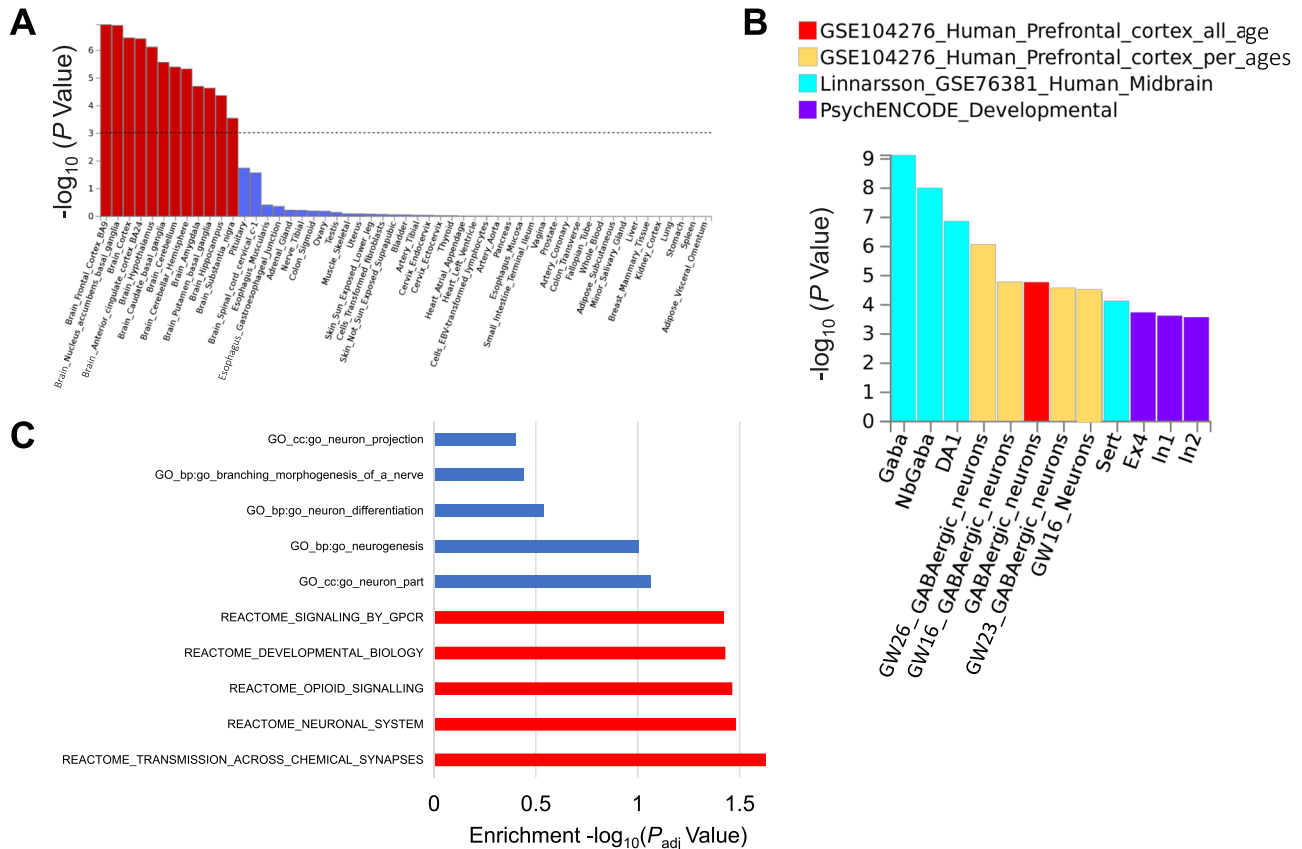 A
-log10 (P Value)
6
5
4
3
2
1
0
Brain_Frontal_Cortex_BA9
Brain_Nucleus_accumbens_basal_ganglia
Brain_Cortex
Brain_Anterior_cingulate_cortex_BA24
Brain_Hypothalamus
Brain_Caudate_basal_ganglia
Brain_Cerebellum
Brain_Cerebellar_Hemisphere
Brain_Amygdala
Brain_Putamen_basal_ganglia
Brain_Hippocampus
Brain_Substantia_nigra
Pituitary
Brain_Spinal_cord_cervical_c-1
Esophagus_Muscularis
Esophagus_Gastroesophageal_Junction
Adrenal_Gland
Nerve_Tibial
Colon_Sigmoid
Ovary
Testis
Muscle_Skeletal
Uterus
Skin_Sun_Exposed_Lower_leg
Cells_Transformed_fibroblasts
Skin_Not_Sun_Exposed_Suprapubic
Bladder
Artery_Tibial
Cervix_Endocervix
Cervix_Ectocervix
Thyroid
Heart_Atrial_Appendage
Heart_Left_Ventricle
Cells_EBV-transformed_lymphocytes
Artery_Aorta
Pancreas
Esophagus_Mucosa
Small_Intestine_Terminal_Ileum
Vagina
Prostate
Artery_Coronary
Colon_Transverse
Fallopian_Tube
Whole_Blood
Adipose_Subcutaneous
Minor_Salivary_Gland
Liver
Breast_Mammary_Tissue
Kidney_Cortex
Lung
Stomach
Spleen
Adipose_Visceral_Omentum
B
GSE104276_Human_Prefrontal_cortex_all_age
GSE104276_Human_Prefrontal_cortex_per_ages
Linnarsson_GSE76381_Human_Midbrain
PsychENCODE_Developmental
-log10 (P Value)
9
8
7
6
5
4
3
2
1
0
Gaba
NbGaba
DA1
GW26_GABAergic_neurons
GW16_GABAergic_neurons
GABAergic_neurons
GW23_GABAergic_neurons
GW16_Neurons
Sert
Ex4
In1
In2
C
GO_cc:go_neuron_projection
GO_bp:go_branching_morphogenesis_of_a_nerve
GO_bp:go_neuron_differentiation
GO_bp:go_neurogenesis
GO_cc:go_neuron_part
REACTOME_SIGNALING_BY_GPCR
REACTOME_DEVELOPMENTAL_BIOLOGY
REACTOME_OPIOID_SIGNALLING
REACTOME_NEURONAL_SYSTEM
REACTOME_TRANSMISSION_ACROSS_CHEMICAL_SYNAPSES
0 0.5 1 1.5
Enrichment -log10(Padj Value)